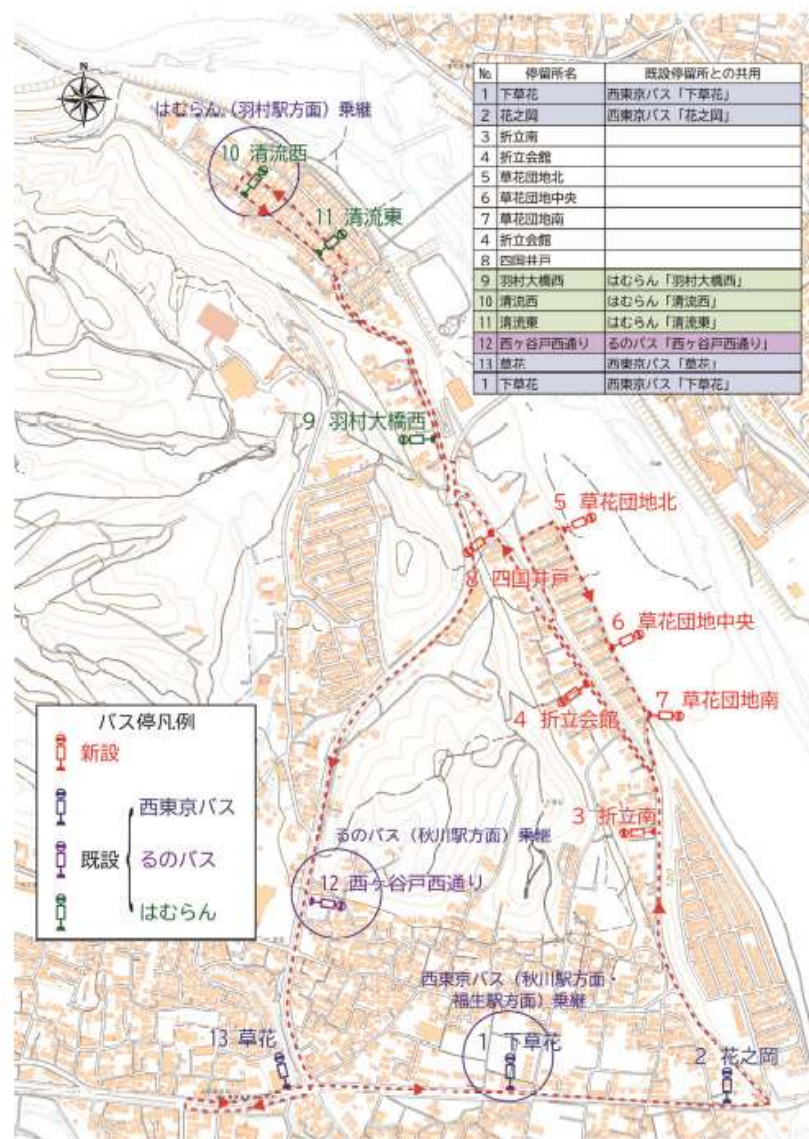 N
はむらん（羽村駅方面）乗継
10 清流西
11 清流東
No. 停留所名 既設停留所との共用
1 下草花 西東京バス「下草花」
2 花之岡 西東京バス「花之岡」
3 折立南
4 折立会館
5 草花団地北
6 草花団地中央
7 草花団地南
4 折立会館
8 四国井戸
9 羽村大橋西 はむらん「羽村大橋西」
10 清流西 はむらん「清流西」
11 清流東 はむらん「清流東」
12 西ヶ谷戸西通り るのバス「西ヶ谷戸西通り」
13 草花 西東京バス「草花」
1 下草花 西東京バス「下草花」
9 羽村大橋西
5 草花団地北
8 四国井戸
6 草花団地中央
4 折立会館
7 草花団地南
3 折立南
バス停凡例
新設
既設
西東京バス
るのバス
はむらん
るのバス（秋川駅方面）乗継
12 西ヶ谷戸西通り
西東京バス（秋川駅方面・
福生駅方面）乗継
13 草花
1 下草花
2 花之岡